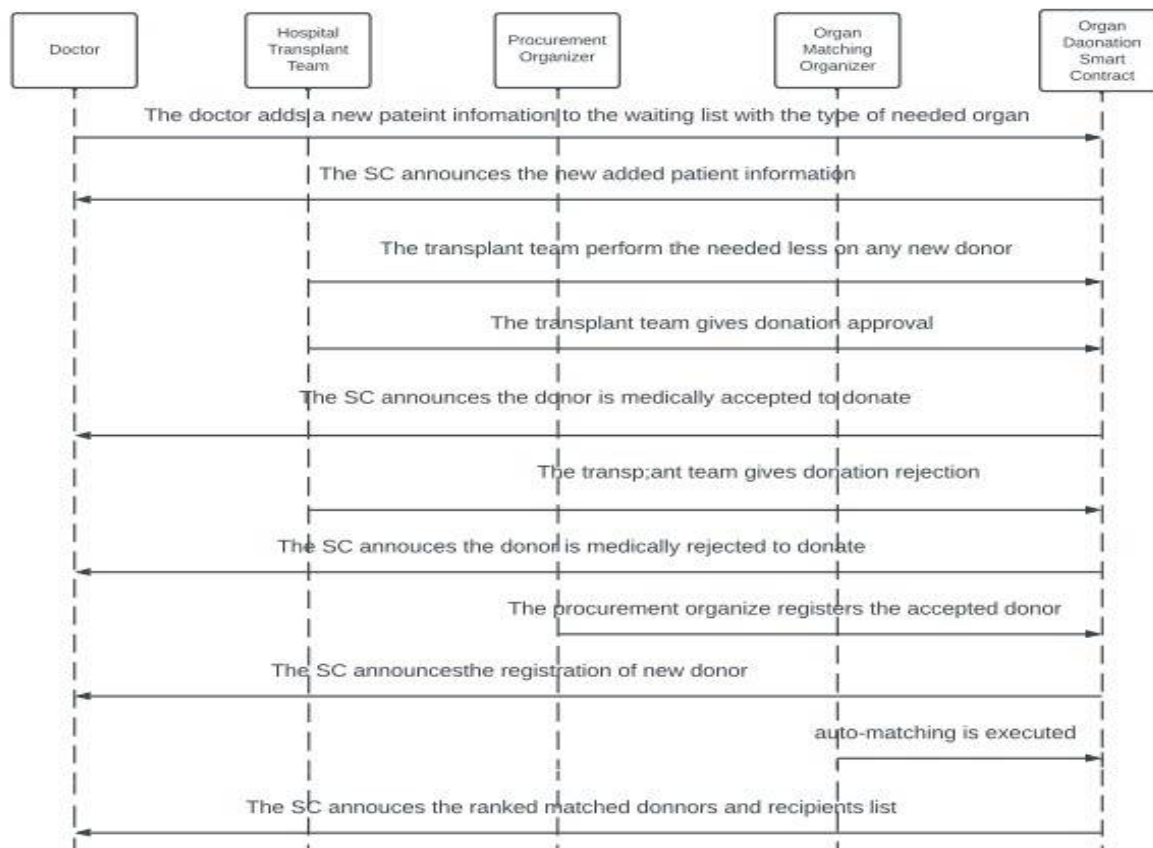 Doctor
Hospital
Transplant
Team
Procurement
Organizer
Organ
Matching
Organizer
Organ
Daonation
Smart
Contract
The doctor adds a new pateint infomation to the waiting list with the type of needed organ
The SC announces the new added patient information
The transplant team perform the needed less on any new donor
The transplant team gives donation approval
The SC announces the donor is medically accepted to donate
The transp;ant team gives donation rejection
The SC annouces the donor is medically rejected to donate
The procurement organize registers the accepted donor
The SC announcesthe registration of new donor
auto-matching is executed
The SC annouces the ranked matched donnors and recipients list